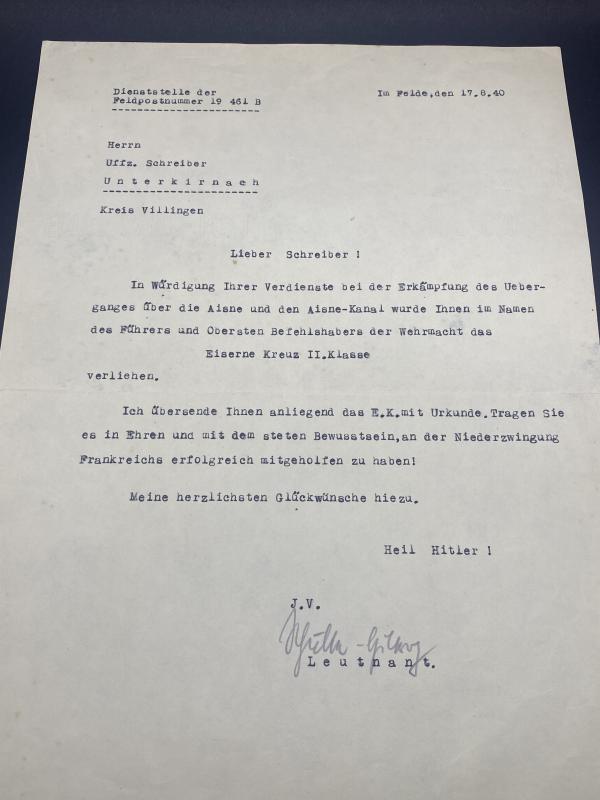 Dienststelle der
Feldpostnummer 19 461 B
Im Felde,den 17.8.40
Herrn
Uffz. Schreiber
Unterkirnach
Kreis Villingen
Lieber Schreiber !
In Würdigung Ihrer Verdienste bei der Erkämpfung des Ueber-
ganges über die Aisne und den Aisne-Kanal wurde Ihnen im Namen
des Führers und Obersten Befehlshabers der Wehrmacht das
Eiserne Kreuz II.Klasse
verliehen.
Ich übersende Ihnen anliegend das E.K.mit Urkunde.Tragen Sie
es in Ehren und mit dem steten Bewusstsein,an der Niederzwingung
Frankreichs erfolgreich mitgeholfen zu haben!
Meine herzlichsten Glückwünsche hiezu.
Heil Hitler !
J.V.
Leutnant.